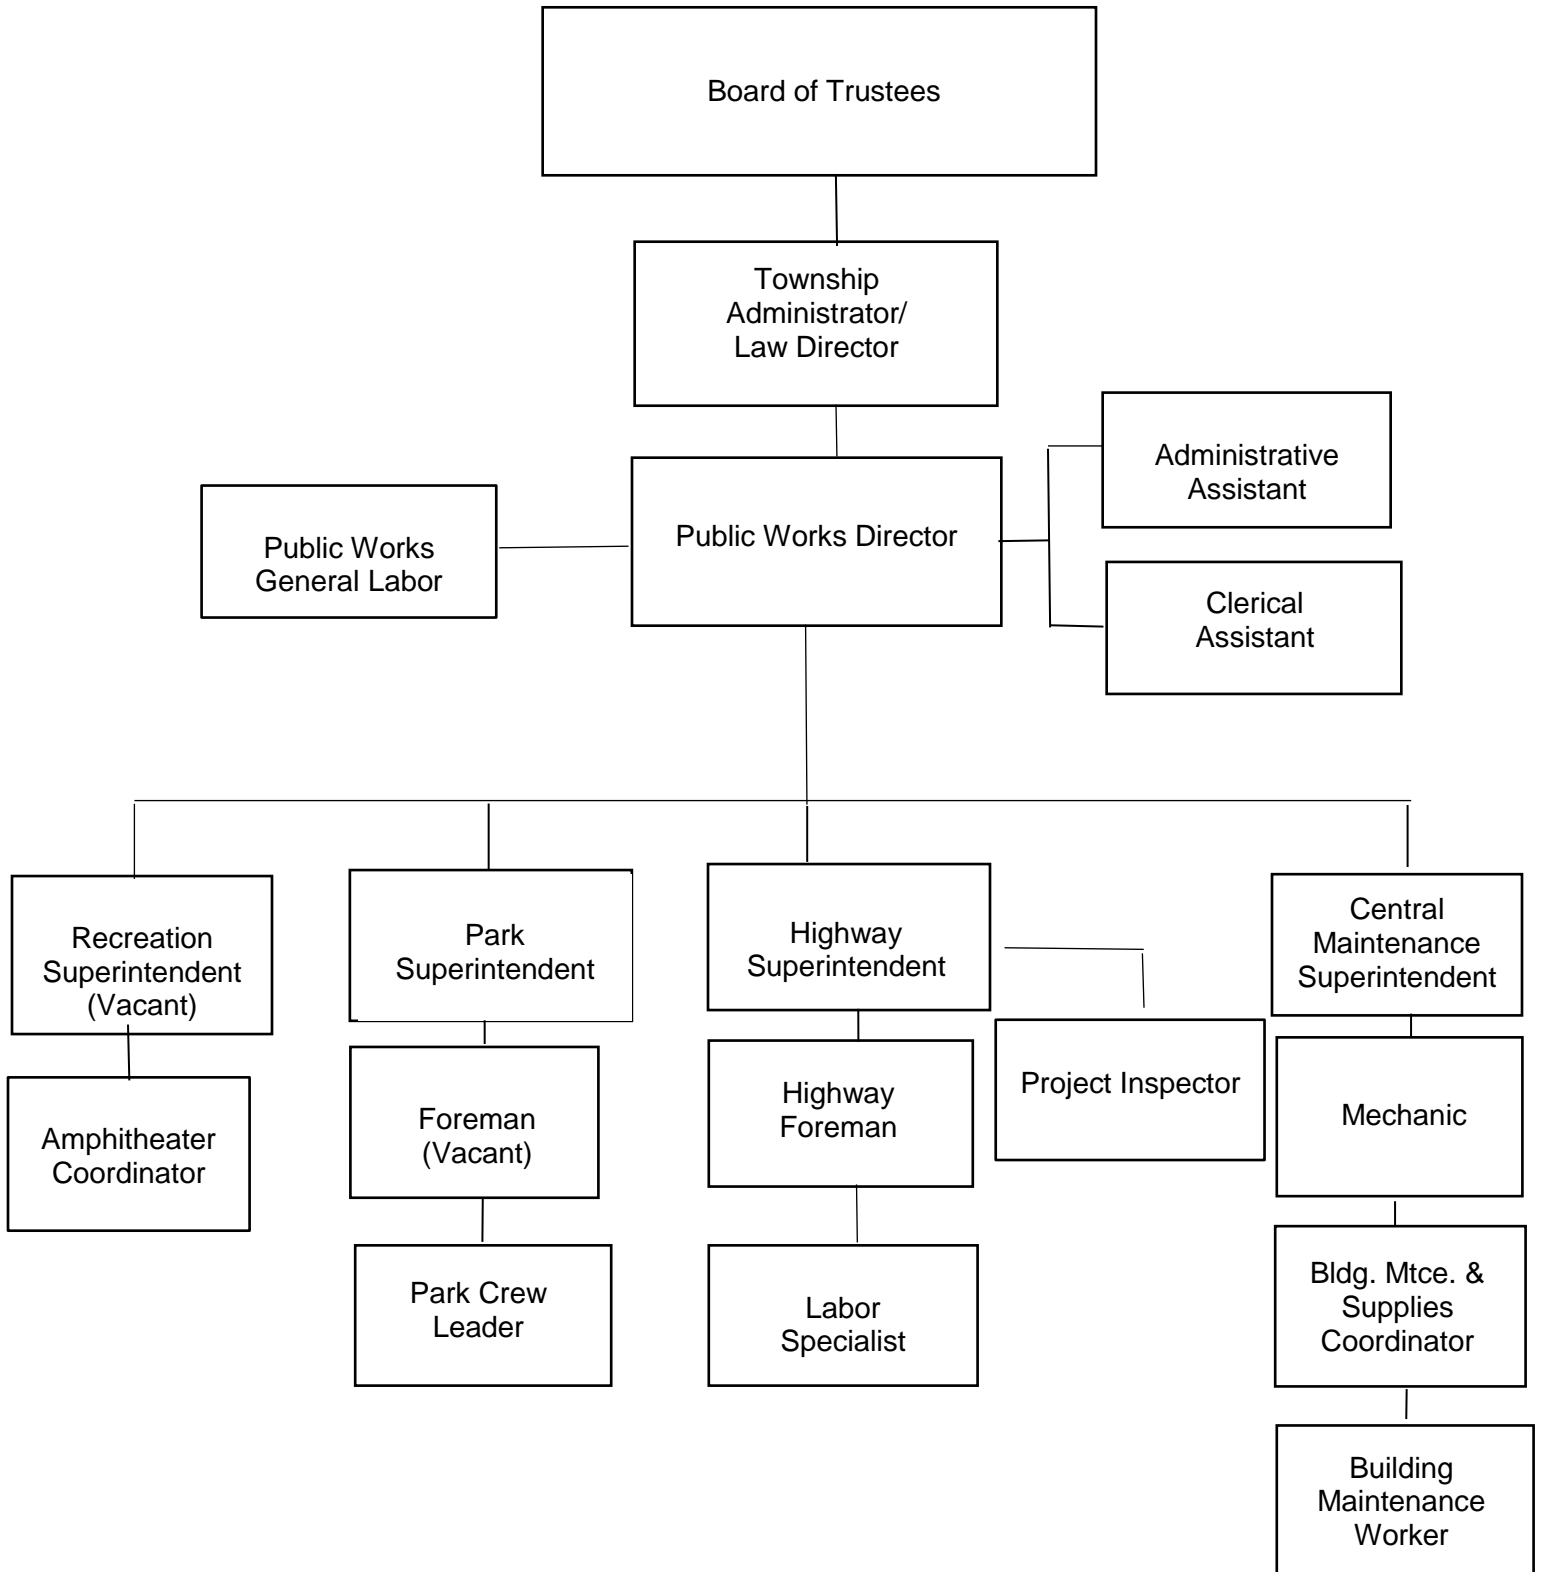 Board of Trustees
Township
Administrator/
Law Director
Administrative
Assistant
Public Works Director
Public Works
General Labor
Clerical
Assistant
Recreation
Superintendent
(Vacant)
Park
Superintendent
Highway
Superintendent
Central
Maintenance
Superintendent
Amphitheater
Coordinator
Foreman
(Vacant)
Highway
Foreman
Project Inspector
Mechanic
Park Crew
Leader
Labor
Specialist
Bldg. Mtce. &
Supplies
Coordinator
Building
Maintenance
Worker